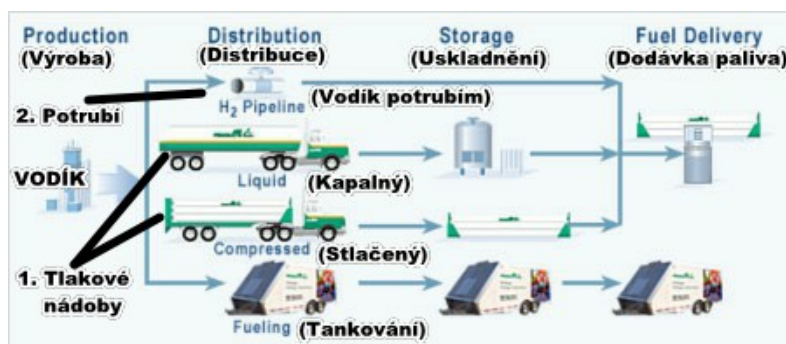 Production Distribution Storage Fuel Delivery
(Výroba) (Distribuce) (Uskladnění) (Dodávka paliva)
2. Potrubí
H2 Pipeline (Vodík potrubím)
VODÍK
Liquid (Kapalný)
Compressed (Stlačený)
1. Tlakové
nádoby
Fueling (Tankování)